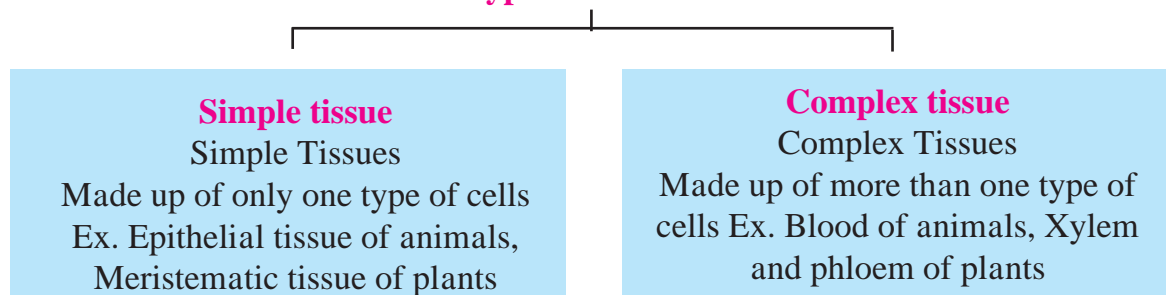 Simple tissue
Simple Tissues
Made up of only one type of cells
Ex. Epithelial tissue of animals,
Meristematic tissue of plants
Complex tissue
Complex Tissues
Made up of more than one type of
cells Ex. Blood of animals, Xylem
and phloem of plants